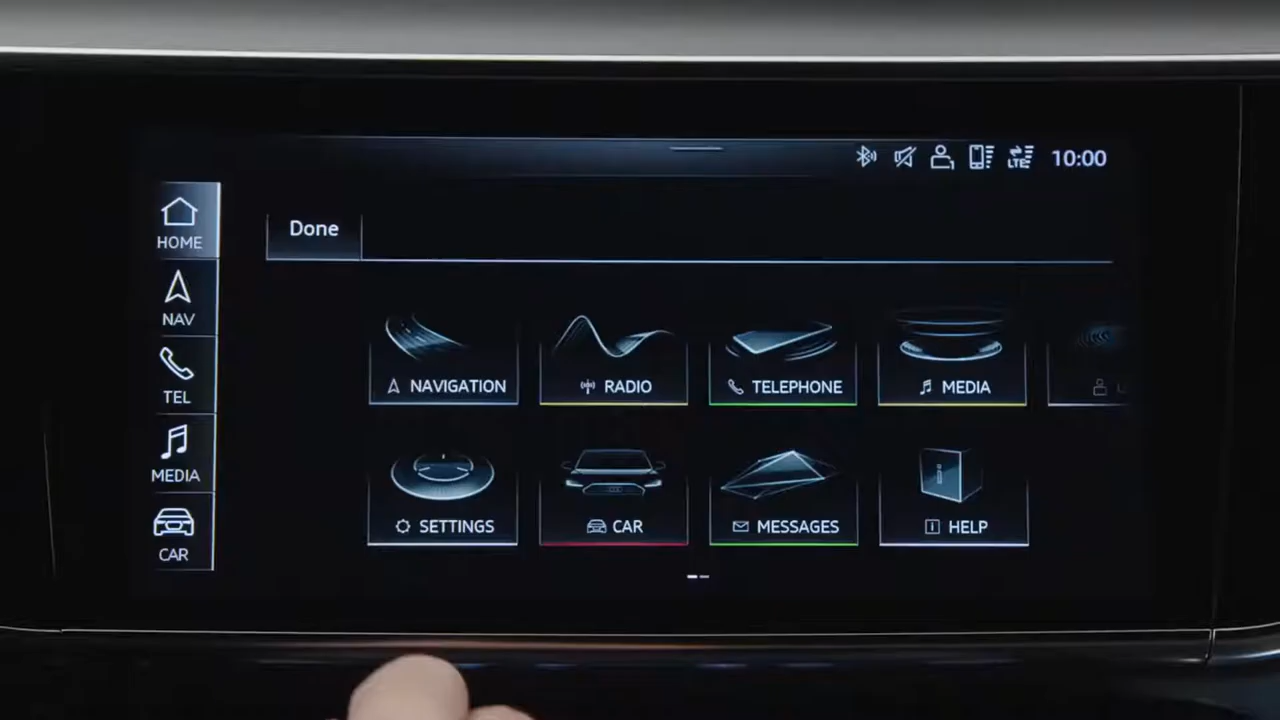 LTE 10:00
HOME
NAV
TEL
MEDIA
CAR
Done
NAVIGATION RADIO TELEPHONE MEDIA
SETTINGS CAR MESSAGES HELP